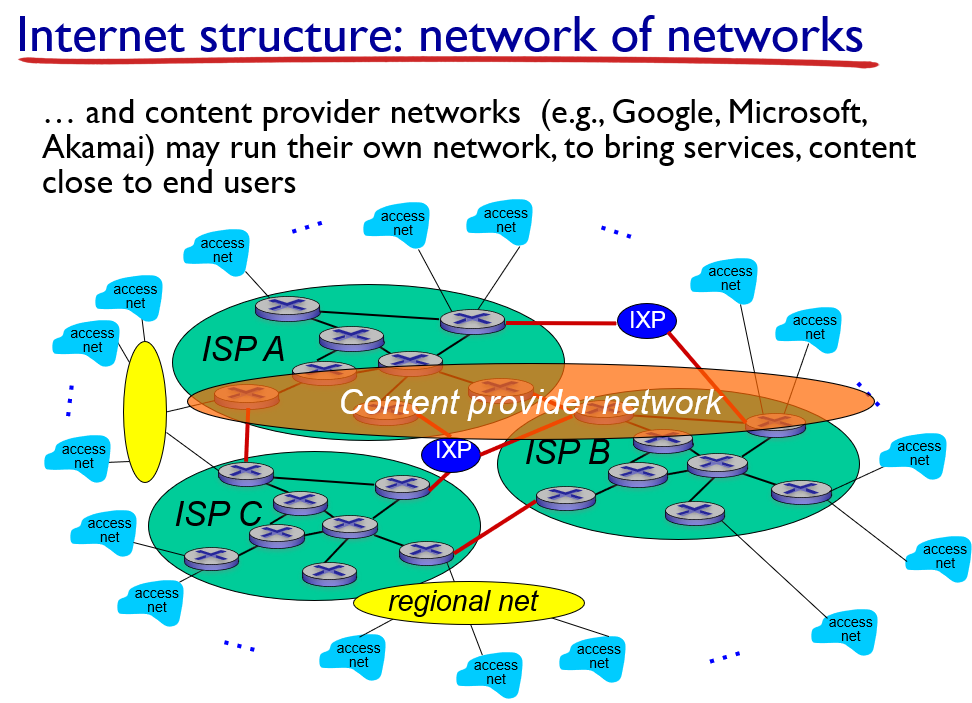 Internet structure: network of networks
… and content provider networks (e.g., Google, Microsoft,
Akamai) may run their own network, to bring services, content
close to end users
…
access
net
access
net
…
access
net
access
net
access
net
access
net
access
net
IXP
access
net
ISP A
…
Content provider network
…
access
net
IXP
ISP B
access
net
ISP C
access
net
access
net
access
net
regional net
access
net
…
access
net
access
net
access
net
…